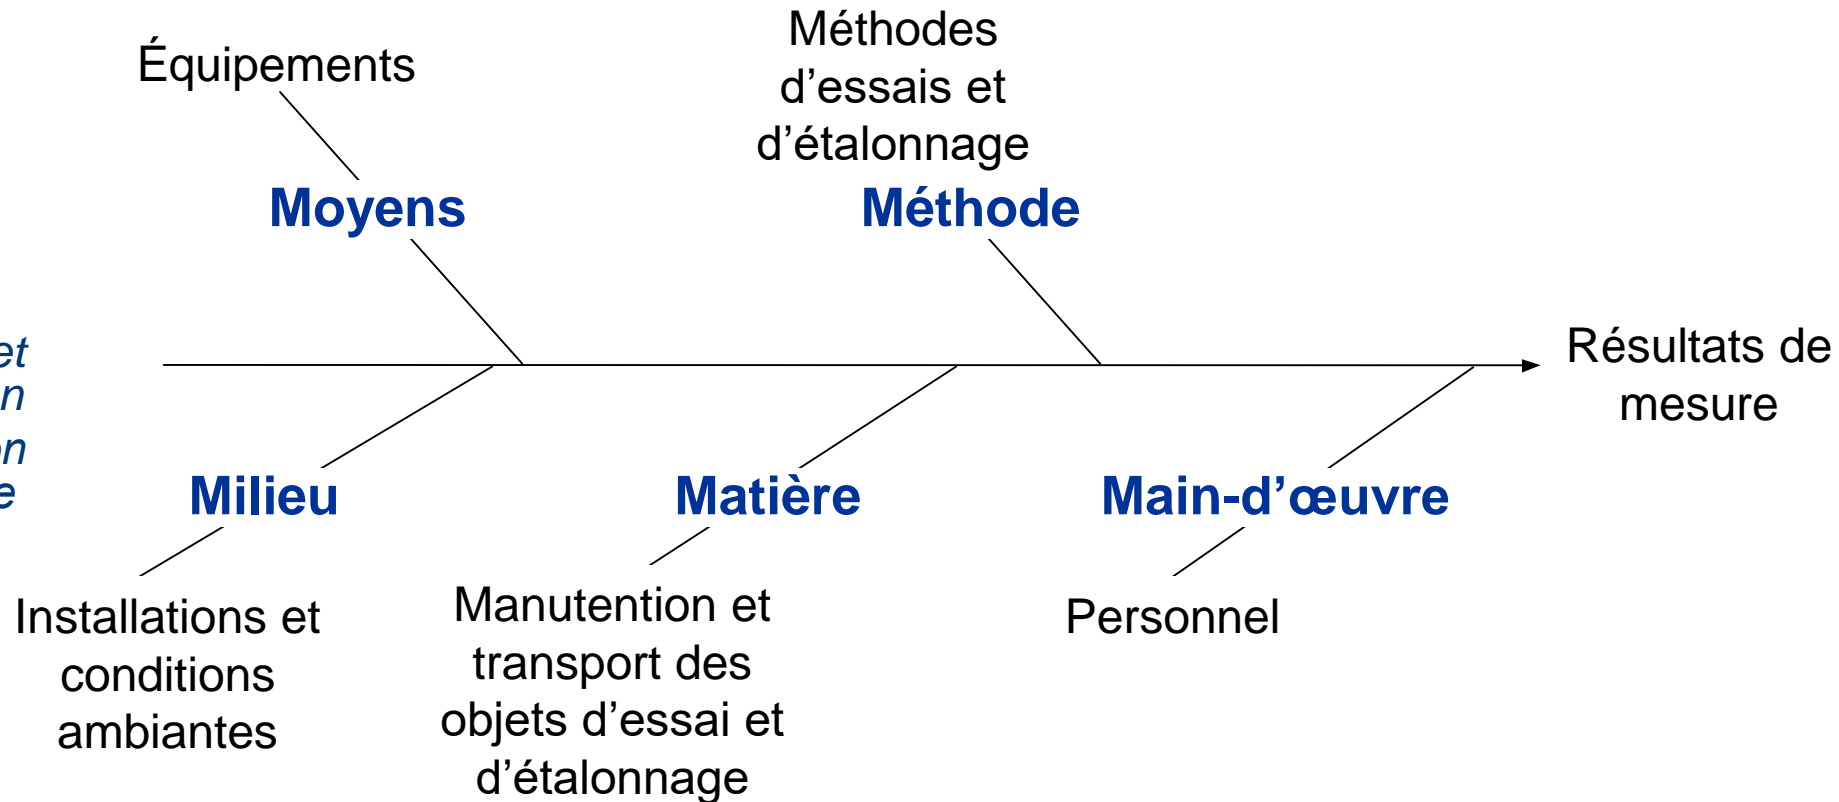 Équipements
Méthodes
d’essais et
d’étalonnage
Moyens
Méthode
et
Résultats de
mesure
Milieu
Matière
Main-d’œuvre
Installations et
conditions
ambiantes
Manutention et
transport des
objets d’essai et
d’étalonnage
Personnel